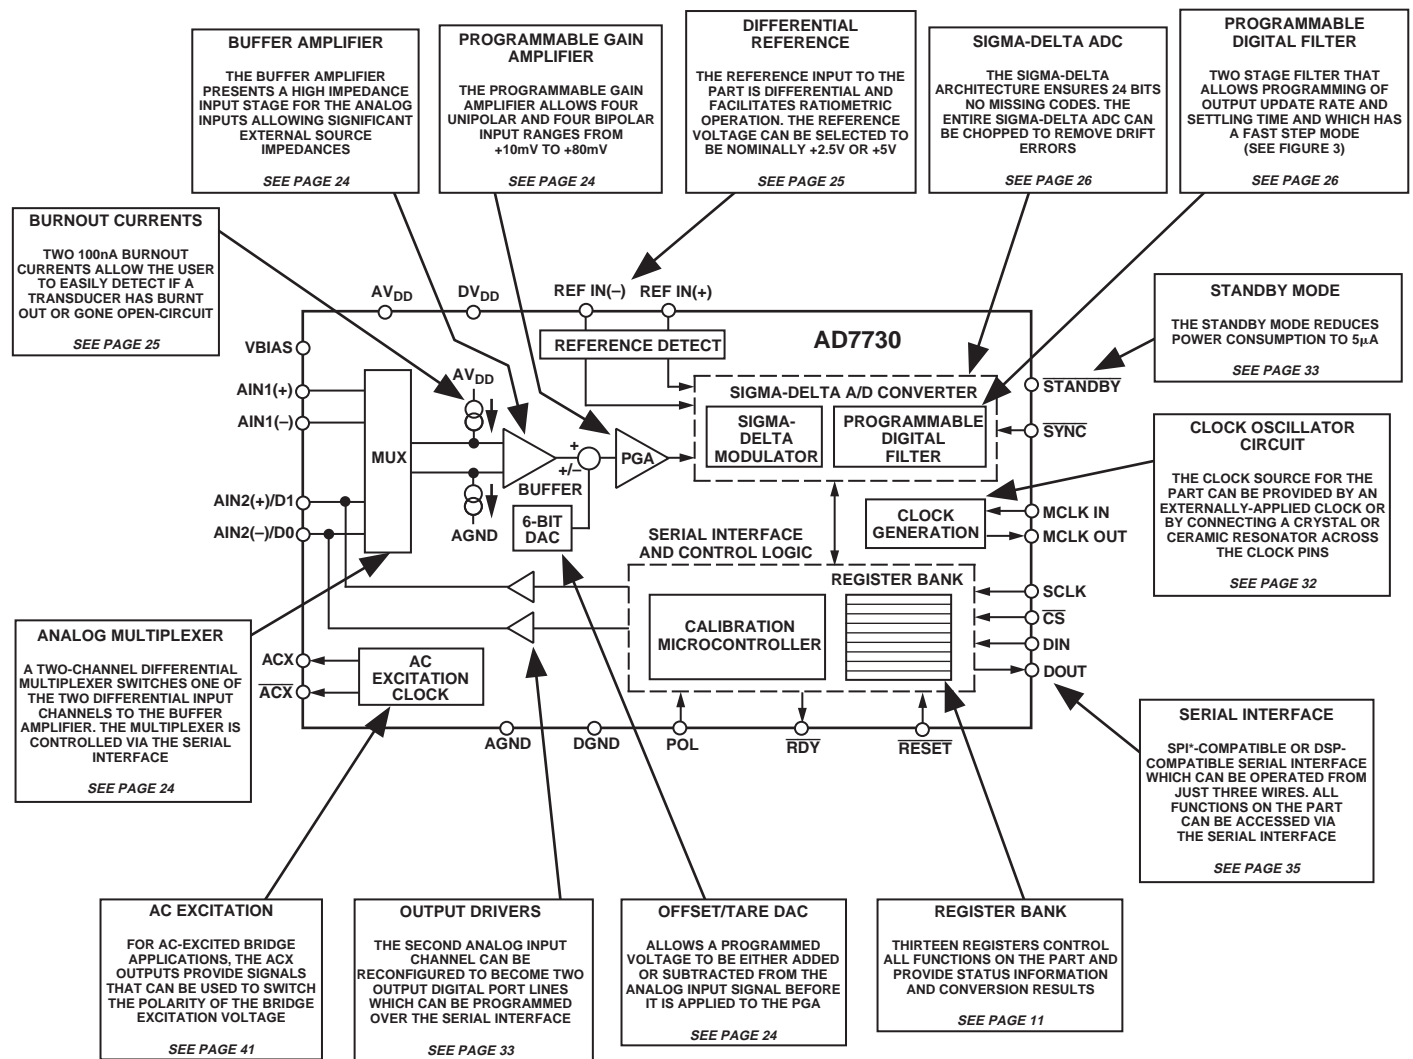 BUFFER AMPLIFIER
THE BUFFER AMPLIFIER
PRESENTS A HIGH IMPEDANCE
INPUT STAGE FOR THE ANALOG
INPUTS ALLOWING SIGNIFICANT
EXTERNAL SOURCE
IMPEDANCES
SEE PAGE 24
PROGRAMMABLE GAIN
AMPLIFIER
THE PROGRAMMABLE GAIN
AMPLIFIER ALLOWS FOUR
UNIPOLAR AND FOUR BIPOLAR
INPUT RANGES FROM
+10mV TO +80mV
SEE PAGE 24
DIFFERENTIAL
REFERENCE
THE REFERENCE INPUT TO THE
PART IS DIFFERENTIAL AND
FACILITATES RATIOMETRIC
OPERATION. THE REFERENCE
VOLTAGE CAN BE SELECTED TO
BE NOMINALLY +2.5V OR +5V
SEE PAGE 25
SIGMA-DELTA ADC
THE SIGMA-DELTA
ARCHITECTURE ENSURES 24 BITS
NO MISSING CODES. THE
ENTIRE SIGMA-DELTA ADC CAN
BE CHOPPED TO REMOVE DRIFT
ERRORS
SEE PAGE 26
PROGRAMMABLE
DIGITAL FILTER
TWO STAGE FILTER THAT
ALLOWS PROGRAMMING OF
OUTPUT UPDATE RATE AND
SETTLING TIME AND WHICH HAS
A FAST STEP MODE
(SEE FIGURE 3)
SEE PAGE 26
BURNOUT CURRENTS
TWO 100nA BURNOUT
CURRENTS ALLOW THE USER
TO EASILY DETECT IF A
TRANSDUCER HAS BURNT
OUT OR GONE OPEN-CIRCUIT
SEE PAGE 25
STANDBY MODE
THE STANDBY MODE REDUCES
POWER CONSUMPTION TO 5μA
SEE PAGE 33
CLOCK OSCILLATOR
CIRCUIT
THE CLOCK SOURCE FOR THE
PART CAN BE PROVIDED BY AN
EXTERNALLY-APPLIED CLOCK OR
BY CONNECTING A CRYSTAL OR
CERAMIC RESONATOR ACROSS
THE CLOCK PINS
SEE PAGE 32
AVDD
DVDD
REF IN(–)
REF IN(+)
AD7730
REFERENCE DETECT
VBIAS
AIN1(+)
AIN1(–)
AIN2(+)/D1
AIN2(–)/D0
MUX
AVDD
AGND
+
+/–
BUFFER
6-BIT
DAC
PGA
SIGMA-DELTA A/D CONVERTER
SIGMA-
DELTA
MODULATOR
PROGRAMMABLE
DIGITAL
FILTER
STANDBY
SYNC
CLOCK
GENERATION
MCLK IN
MCLK OUT
SERIAL INTERFACE
AND CONTROL LOGIC
REGISTER BANK
CALIBRATION
MICROCONTROLLER
SCLK
CS
DIN
DOUT
ACX
ACX
AC
EXCITATION
CLOCK
AGND
DGND
POL
RDY
RESET
ANALOG MULTIPLEXER
A TWO-CHANNEL DIFFERENTIAL
MULTIPLEXER SWITCHES ONE OF
THE TWO DIFFERENTIAL INPUT
CHANNELS TO THE BUFFER
AMPLIFIER. THE MULTIPLEXER IS
CONTROLLED VIA THE SERIAL
INTERFACE
SEE PAGE 24
SERIAL INTERFACE
SPI*-COMPATIBLE OR DSP-
COMPATIBLE SERIAL INTERFACE
WHICH CAN BE OPERATED FROM
JUST THREE WIRES. ALL
FUNCTIONS ON THE PART
CAN BE ACCESSED VIA
THE SERIAL INTERFACE
SEE PAGE 35
AC EXCITATION
FOR AC-EXCITED BRIDGE
APPLICATIONS, THE ACX
OUTPUTS PROVIDE SIGNALS
THAT CAN BE USED TO SWITCH
THE POLARITY OF THE BRIDGE
EXCITATION VOLTAGE
SEE PAGE 41
OUTPUT DRIVERS
THE SECOND ANALOG INPUT
CHANNEL CAN BE
RECONFIGURED TO BECOME TWO
OUTPUT DIGITAL PORT LINES
WHICH CAN BE PROGRAMMED
OVER THE SERIAL INTERFACE
SEE PAGE 33
OFFSET/TARE DAC
ALLOWS A PROGRAMMED
VOLTAGE TO BE EITHER ADDED
OR SUBTRACTED FROM THE
ANALOG INPUT SIGNAL BEFORE
IT IS APPLIED TO THE PGA
SEE PAGE 24
REGISTER BANK
THIRTEEN REGISTERS CONTROL
ALL FUNCTIONS ON THE PART AND
PROVIDE STATUS INFORMATION
AND CONVERSION RESULTS
SEE PAGE 11